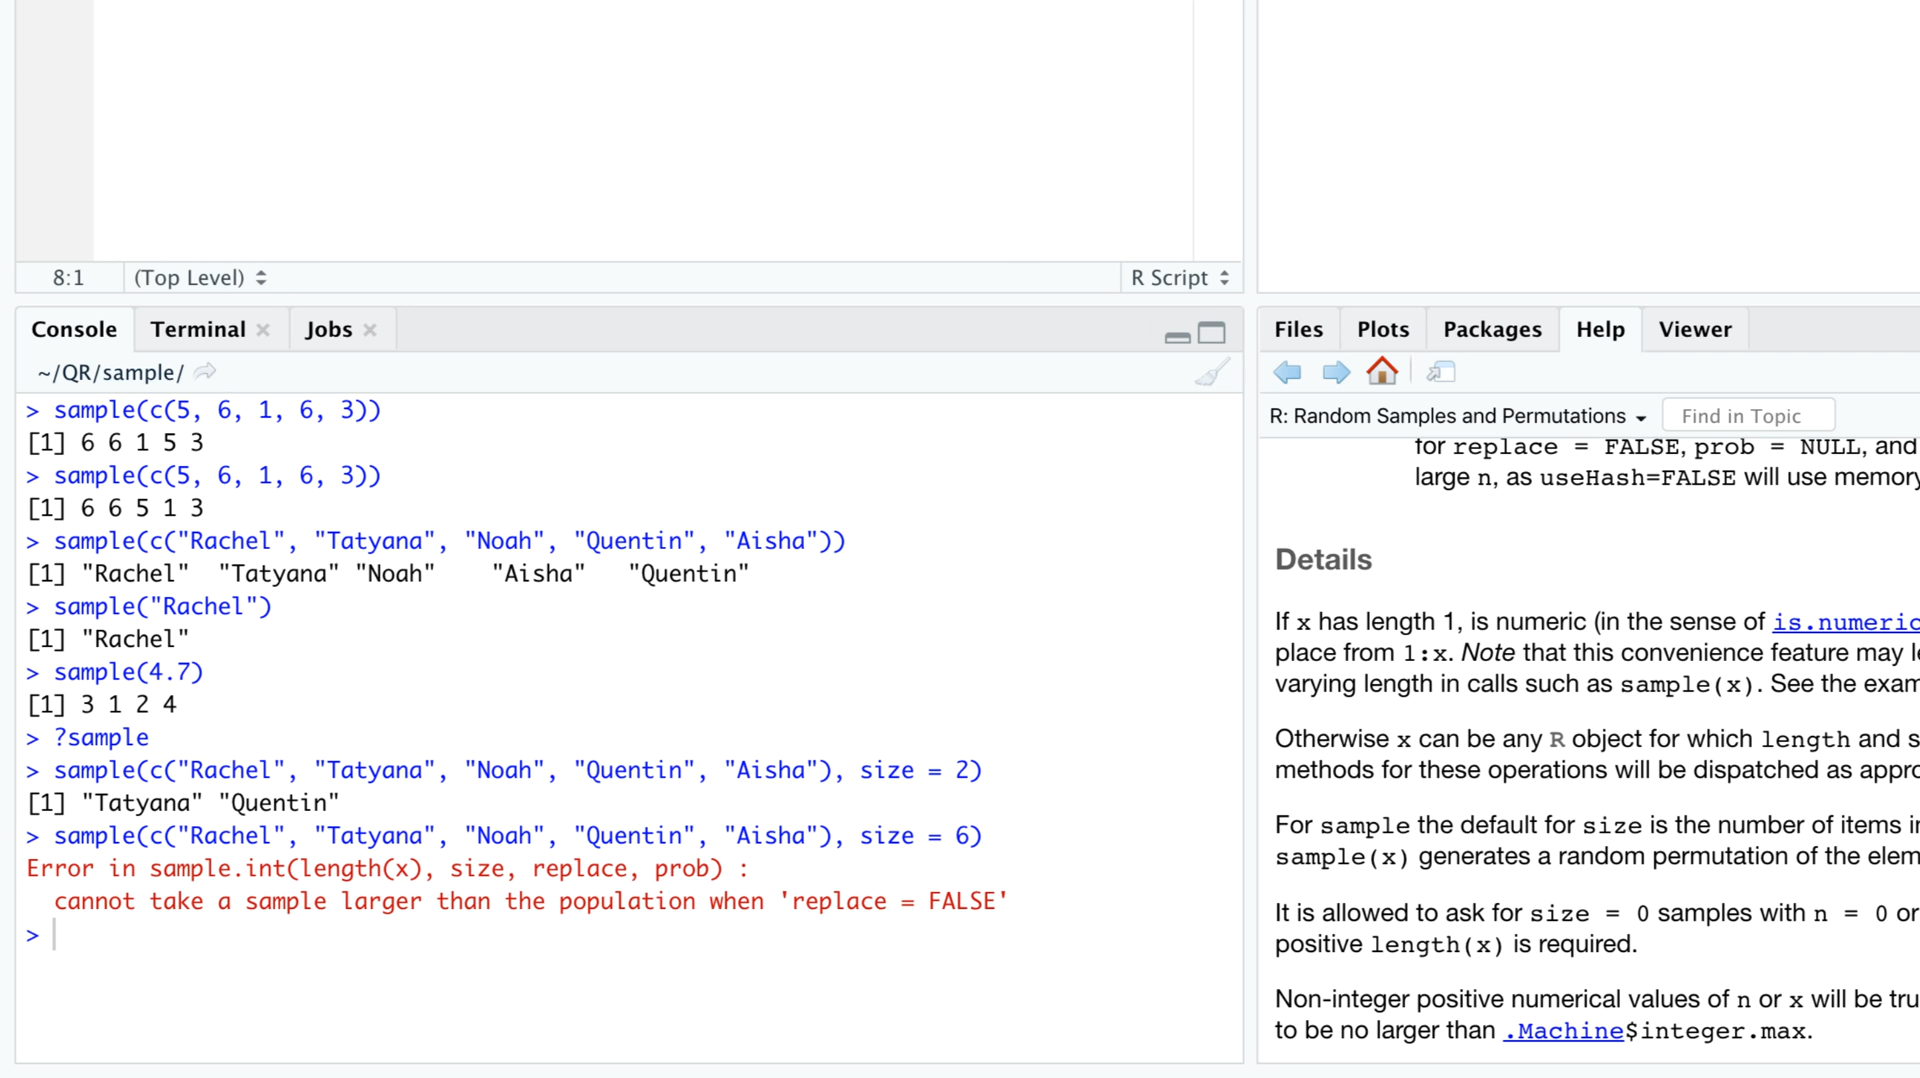 8:1 (Top Level) R Script
Console Terminal Jobs
~/QR/sample/
> sample(c(5, 6, 1, 6, 3))
[1] 6 6 1 5 3
> sample(c(5, 6, 1, 6, 3))
[1] 6 6 5 1 3
> sample(c("Rachel", "Tatyana", "Noah", "Quentin", "Aisha"))
[1] "Rachel"  "Tatyana" "Noah"    "Aisha"   "Quentin"
> sample("Rachel")
[1] "Rachel"
> sample(4.7)
[1] 3 1 2 4
> ?sample
> sample(c("Rachel", "Tatyana", "Noah", "Quentin", "Aisha"), size = 2)
[1] "Tatyana" "Quentin"
> sample(c("Rachel", "Tatyana", "Noah", "Quentin", "Aisha"), size = 6)
Error in sample.int(length(x), size, replace, prob) :
  cannot take a sample larger than the population when 'replace = FALSE'
>
Files Plots Packages Help Viewer
R: Random Samples and Permutations Find in Topic
for replace = FALSE, prob = NULL, and
large n, as useHash=FALSE will use memory
Details
If x has length 1, is numeric (in the sense of is.numeric
place from 1:x. Note that this convenience feature may
varying length in calls such as sample(x). See the
Otherwise x can be any R object for which length and
methods for these operations will be dispatched as
For sample the default for size is the number of items
sample(x) generates a random permutation of the
It is allowed to ask for size = 0 samples with n = 0 or
positive length(x) is required.
Non-integer positive numerical values of n or x will be
to be no larger than .Machine$integer.max.